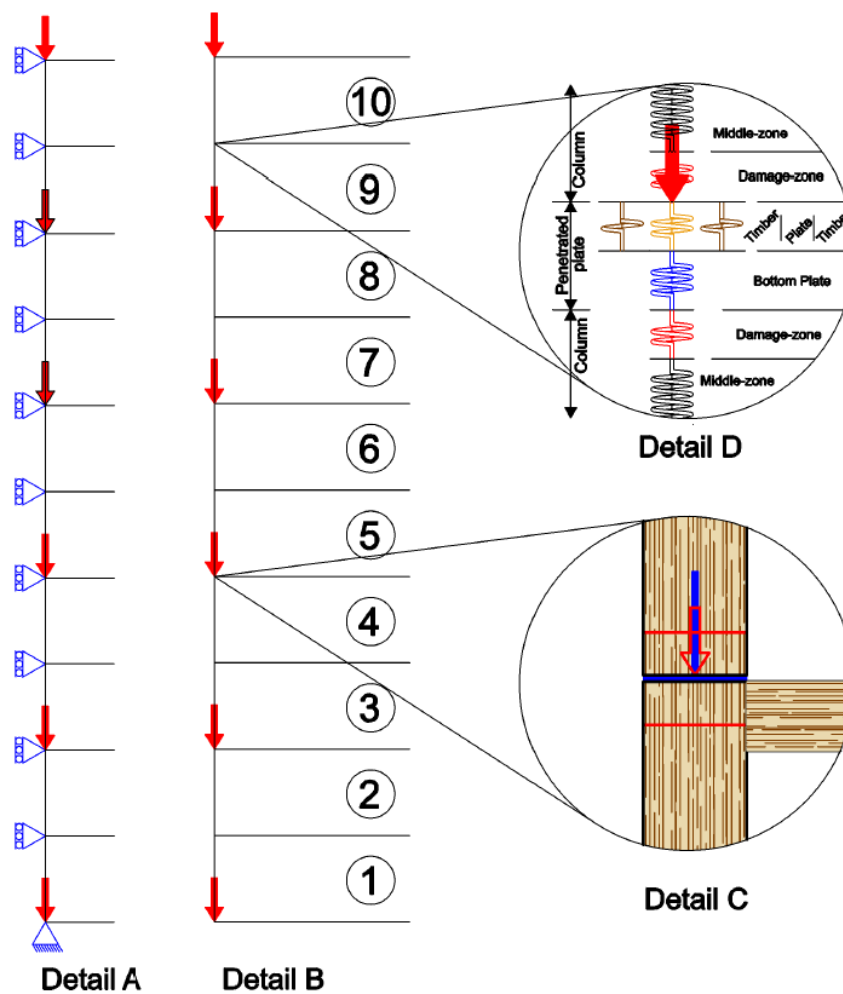 10
9
8
7
6
5
4
3
2
1
Column
Penetrated
plate
Column
Middle-zone
Damage-zone
Timber
Plate
Timber
Bottom Plate
Damage-zone
Middle-zone
Detail D
Detail C
Detail A
Detail B